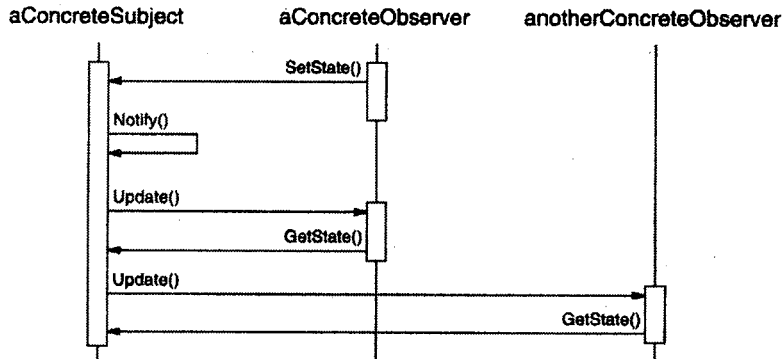 aConcreteSubject aConcreteObserver anotherConcreteObserver
SetState()
Notify()
Update()
GetState()
Update()
GetState()